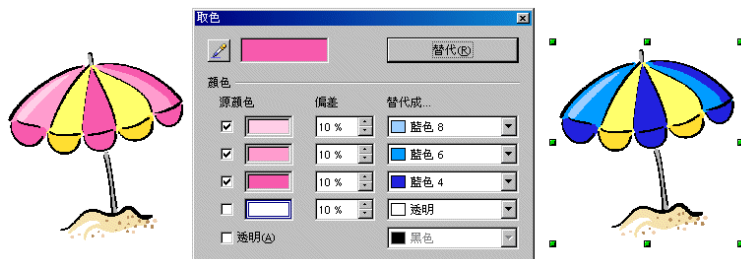 取色
替代(R)
顏色
源顏色 偏差 替代成...
10 % 藍色 8
10 % 藍色 6
10 % 藍色 4
10 % 透明
透明(A) 黑色